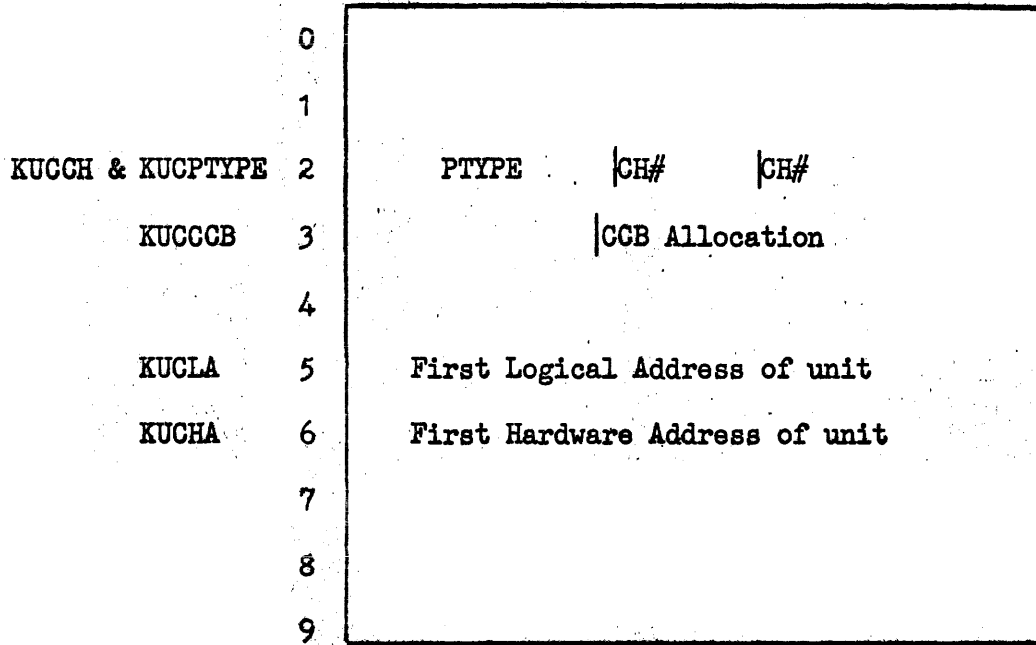 0
1
KUCCH & KUCPTYPE 2 PTYPE CH# CH#
KUCCCB 3 CCB Allocation
4
KUCLA 5 First Logical Address of unit
KUCHA 6 First Hardware Address of unit
7
8
9